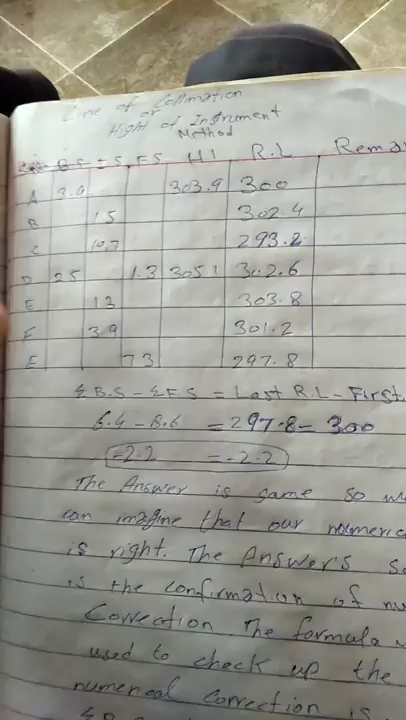 Line of Collimation
or
Hight of Instrument
Method
B.S I.S F.S H.I R.L Remar
A 3.9 303.9 300
B 1.5 302.4
C 10.7 293.2
D 2.5 1.3 305.1 302.6
E 1.3 303.8
F 3.9 301.2
E 7.3 297.8
ΣB.S - ΣF.S = Last R.L - First
6.4 - 8.6 = 297.8 - 300
-2.2 = -2.2
The Answer is same so w
can imagine that our numeric
is right. The Answer's S
is the confirmation of nu
Correction. The formula
used to check up the
numerical correction is